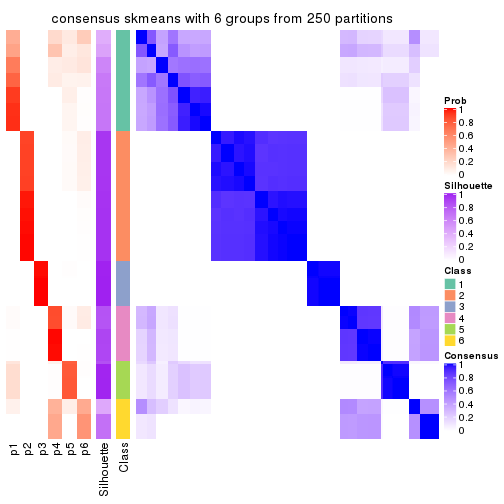 consensus skmeans with 6 groups from 250 partitions
Prob
1
0.8
0.6
0.4
0.2
0
Silhouette
1
0.8
0.6
0.4
0.2
0
Class
1
2
3
4
5
6
Consensus
1
0.8
0.6
0.4
0.2
0
p1
p2
p3
p4
p5
p6
Silhouette
Class